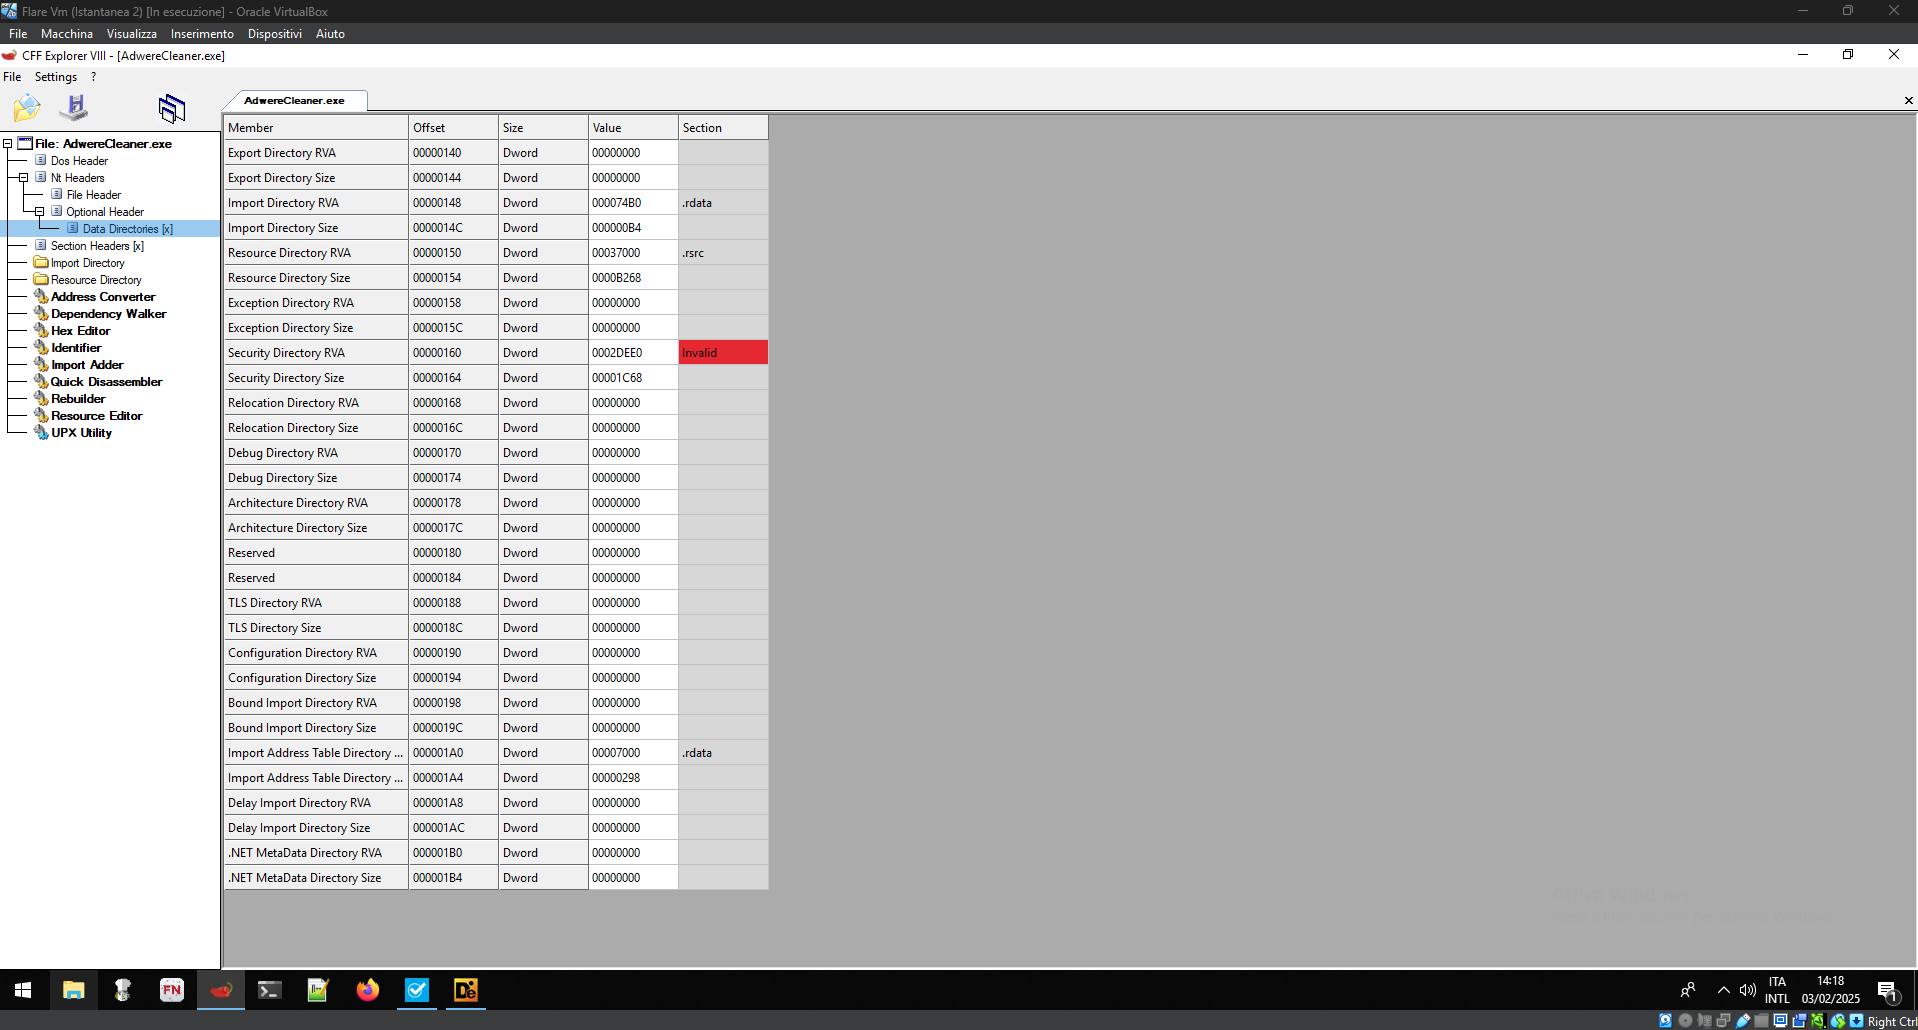 Flare Vm (Istantanea 2) [In esecuzione] - Oracle VirtualBox
File Macchina Visualizza Inserimento Dispositivi Aiuto
CFF Explorer VIII - [AdwereCleaner.exe]
File Settings ?
AdwereCleaner.exe
File: AdwereCleaner.exe
Dos Header
Nt Headers
File Header
Optional Header
Data Directories [x]
Section Headers [x]
Import Directory
Resource Directory
Address Converter
Dependency Walker
Hex Editor
Identifier
Import Adder
Quick Disassembler
Rebuilder
Resource Editor
UPX Utility
Member Offset Size Value Section
Export Directory RVA 00000140 Dword 00000000
Export Directory Size 00000144 Dword 00000000
Import Directory RVA 00000148 Dword 000074B0 .rdata
Import Directory Size 0000014C Dword 000000B4
Resource Directory RVA 00000150 Dword 00037000 .rsrc
Resource Directory Size 00000154 Dword 0000B268
Exception Directory RVA 00000158 Dword 00000000
Exception Directory Size 0000015C Dword 00000000
Security Directory RVA 00000160 Dword 0002DEE0 Invalid
Security Directory Size 00000164 Dword 00001C68
Relocation Directory RVA 00000168 Dword 00000000
Relocation Directory Size 0000016C Dword 00000000
Debug Directory RVA 00000170 Dword 00000000
Debug Directory Size 00000174 Dword 00000000
Architecture Directory RVA 00000178 Dword 00000000
Architecture Directory Size 0000017C Dword 00000000
Reserved 00000180 Dword 00000000
Reserved 00000184 Dword 00000000
TLS Directory RVA 00000188 Dword 00000000
TLS Directory Size 0000018C Dword 00000000
Configuration Directory RVA 00000190 Dword 00000000
Configuration Directory Size 00000194 Dword 00000000
Bound Import Directory RVA 00000198 Dword 00000000
Bound Import Directory Size 0000019C Dword 00000000
Import Address Table Directory ... 000001A0 Dword 00007000 .rdata
Import Address Table Directory ... 000001A4 Dword 00000298
Delay Import Directory RVA 000001A8 Dword 00000000
Delay Import Directory Size 000001AC Dword 00000000
.NET MetaData Directory RVA 000001B0 Dword 00000000
.NET MetaData Directory Size 000001B4 Dword 00000000
FN
De
ITA
INTL
14:18
03/02/2025
1
Right Ctrl